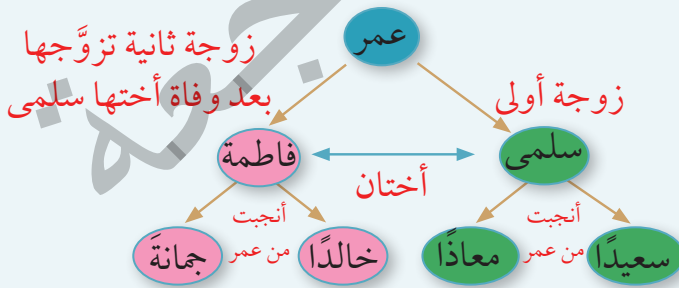 عمر
زوجة أولى
زوجة ثانية تزوَّجها
بعد وفاة أختها سلمى
سلمى
فاطمة
أختان
أنجبت
من عمر
أنجبت
من عمر
سعيدًا
معاذًا
خالدًا
جمانةَ